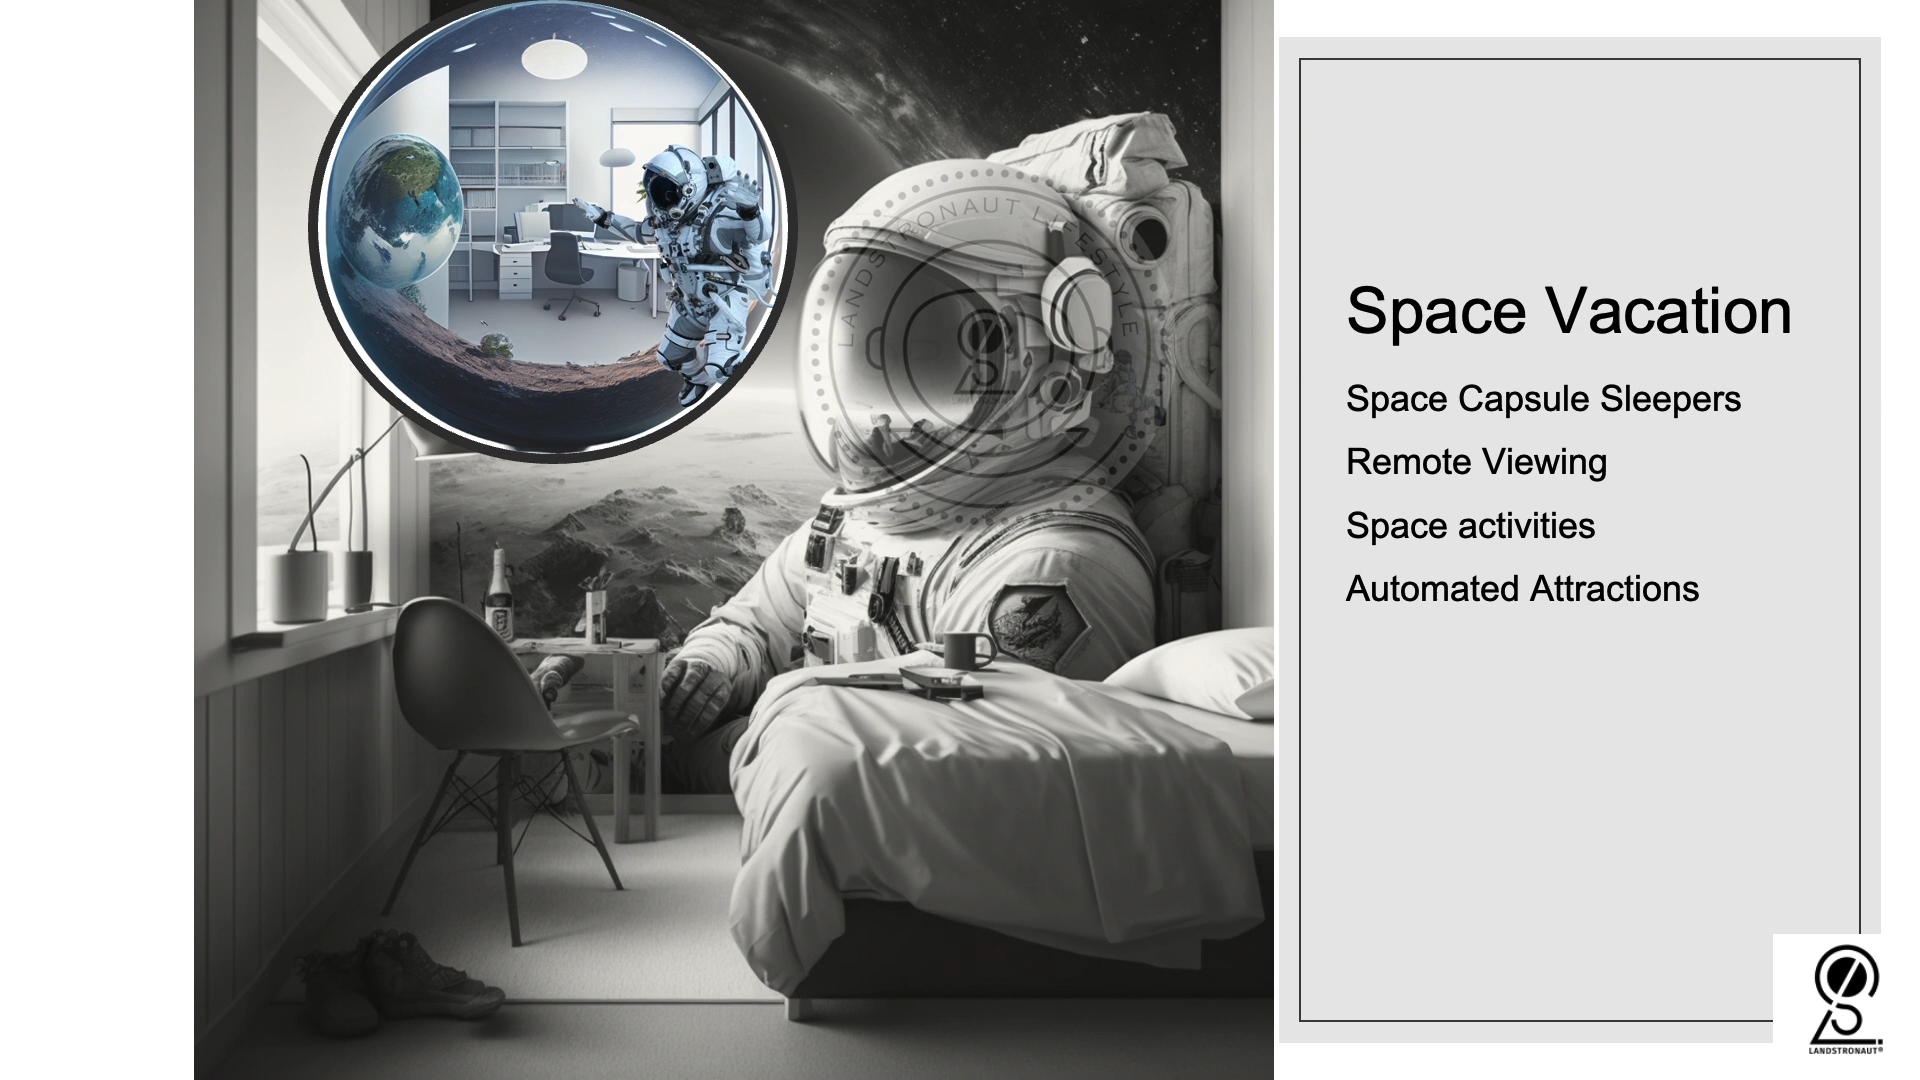 LANDSTRONAUT LIFESTYLE
Space Vacation
Space Capsule Sleepers
Remote Viewing
Space activities
Automated Attractions
LANDSTRONAUT®